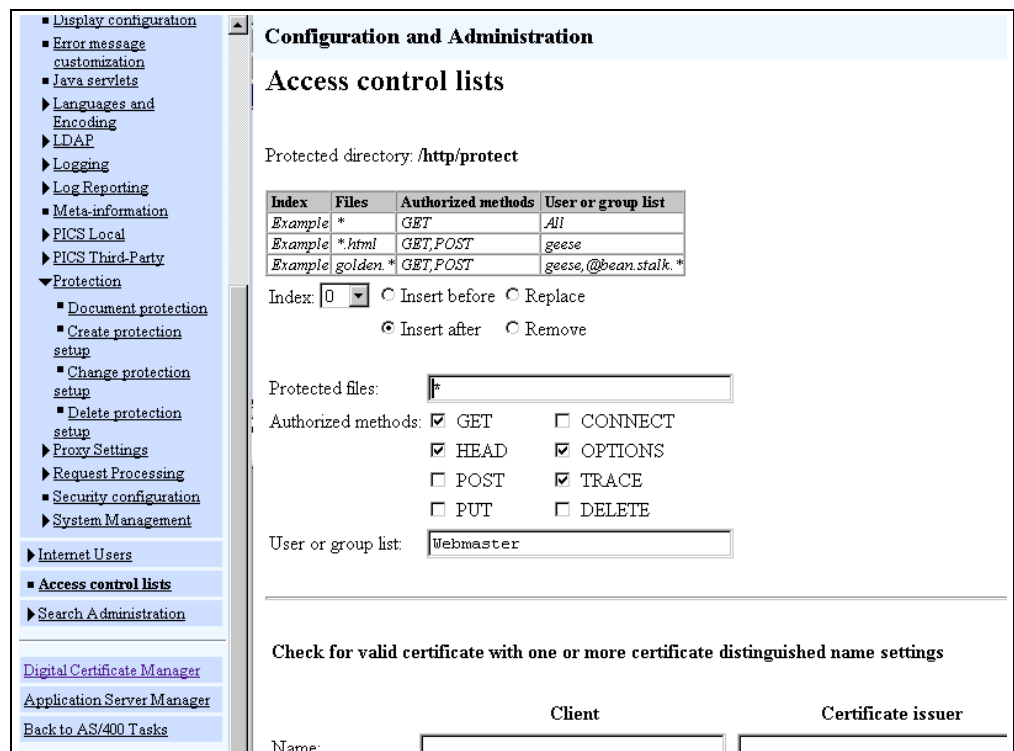 Display configuration
Error message
customization
Java servlets
Languages and
Encoding
LDAP
Logging
Log Reporting
Meta-information
PICS Local
PICS Third-Party
Protection
Document protection
Create protection
setup
Change protection
setup
Delete protection
setup
Proxy Settings
Request Processing
Security configuration
System Management
Internet Users
Access control lists
Search Administration
Digital Certificate Manager
Application Server Manager
Back to AS/400 Tasks
Configuration and Administration
Access control lists
Protected directory: /http/protect
Index Files Authorized methods User or group list
Example * GET All
Example *.html GET,POST geese
Example golden.* GET,POST geese,@bean.stalk.*
Index: 0 Insert before Replace
Insert after Remove
Protected files: *
Authorized methods: GET CONNECT
HEAD OPTIONS
POST TRACE
PUT DELETE
User or group list: Webmaster
Check for valid certificate with one or more certificate distinguished name settings
Client Certificate issuer
Name: